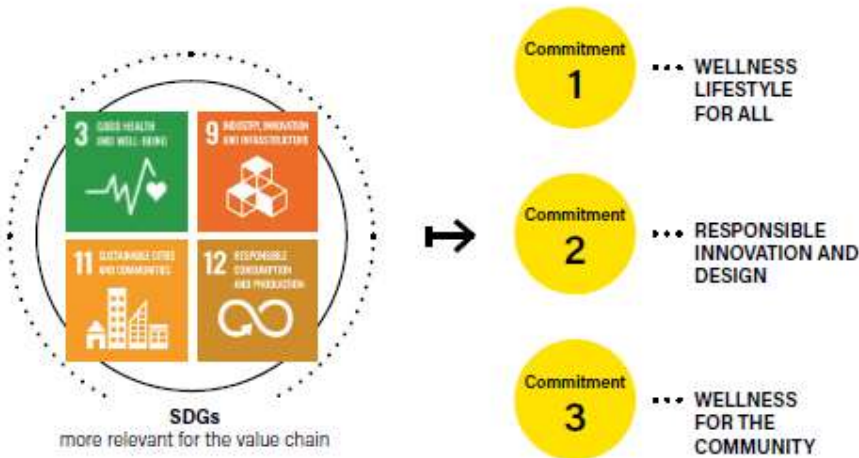 3 GOOD HEALTH
AND WELL-BEING
9 INDUSTRY, INNOVATION
AND INFRASTRUCTURE
11 SUSTAINABLE CITIES
AND COMMUNITIES
12 RESPONSIBLE
CONSUMPTION
AND PRODUCTION
SDGs
more relevant for the value chain
Commitment
1
WELLNESS
LIFESTYLE
FOR ALL
Commitment
2
RESPONSIBLE
INNOVATION AND
DESIGN
Commitment
3
WELLNESS
FOR THE
COMMUNITY